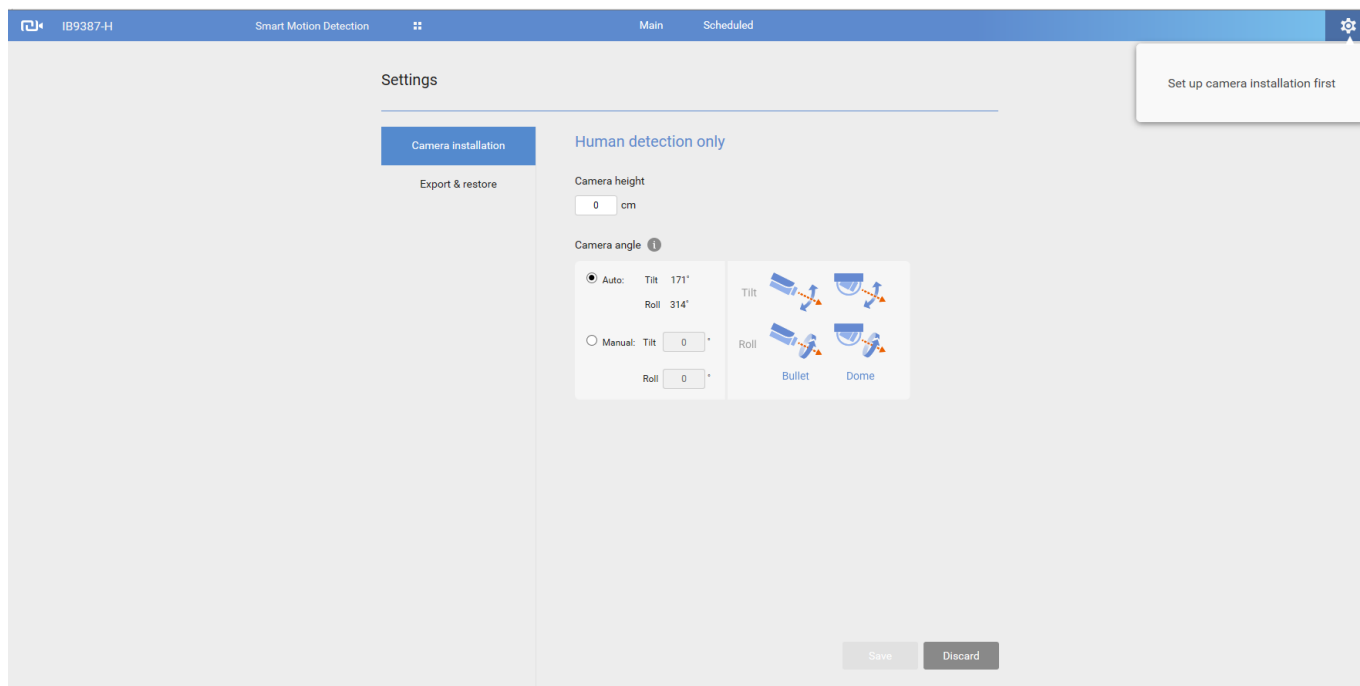 IB9387-H Smart Motion Detection Main Scheduled
Set up camera installation first
Settings
Camera installation
Export & restore
Human detection only
Camera height
0 cm
Camera angle i
Auto: Tilt 171°
Roll 314°
Manual: Tilt 0 °
Roll 0 °
Tilt
Roll
Bullet Dome
Save Discard